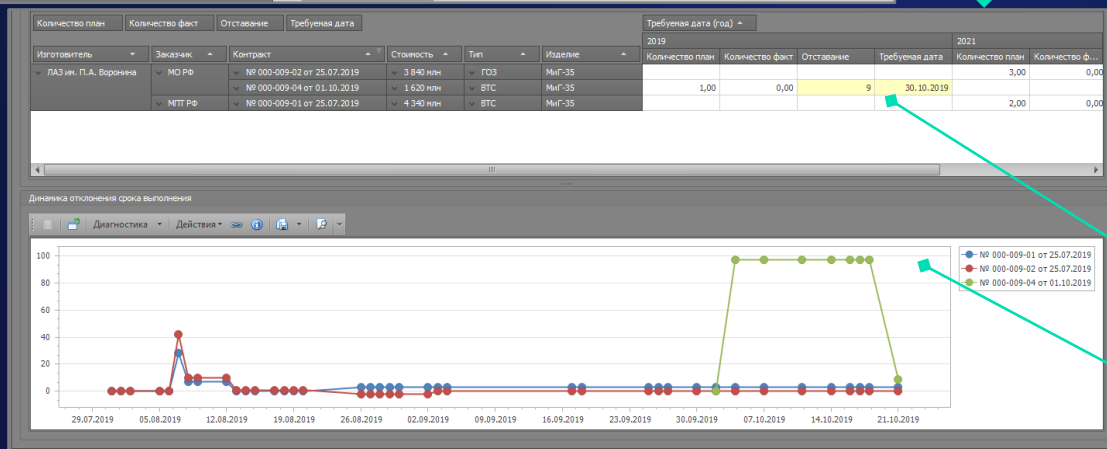 Количество план Количество факт Отставание Требуемая дата Требуемая дата (год)
2019 2021
Изготовитель Заказчик Контракт Стоимость Тип Изделие Количество план Количество факт Отставание Требуемая дата Количество план Количество ф...
ЛАЗ им. П.А. Воронина МО РФ № 000-009-02 от 25.07.2019 3 840 млн ГОЗ МиГ-35 3,00 0,00
№ 000-009-04 от 01.10.2019 1 620 млн ВТС МиГ-35 1,00 0,00 9 30.10.2019
МПТ РФ № 000-009-01 от 25.07.2019 4 340 млн ВТС МиГ-35 2,00 0,00
Динамика отклонения срока выполнения
Диагностика Действия
100
80
60
40
20
0
29.07.2019 05.08.2019 12.08.2019 19.08.2019 26.08.2019 02.09.2019 09.09.2019 16.09.2019 23.09.2019 30.09.2019 07.10.2019 14.10.2019 21.10.2019
№ 000-009-01 от 25.07.2019
№ 000-009-02 от 25.07.2019
№ 000-009-04 от 01.10.2019